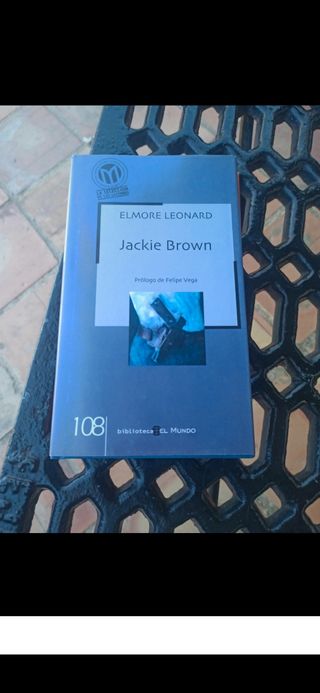 ELMORE LEONARD
Jackie Brown
Prólogo de Felipe Vega
108
biblioteca EL MUNDO